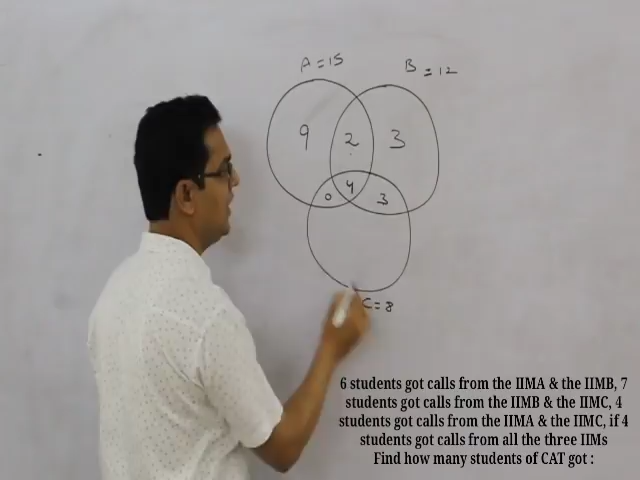 A = 15
B = 12
9 2 3
0 4 3
C = 8
6 students got calls from the IIMA & the IIMB, 7
students got calls from the IIMB & the IIMC, 4
students got calls from the IIMA & the IIMC, if 4
students got calls from all the three IIMs
Find how many students of CAT got :